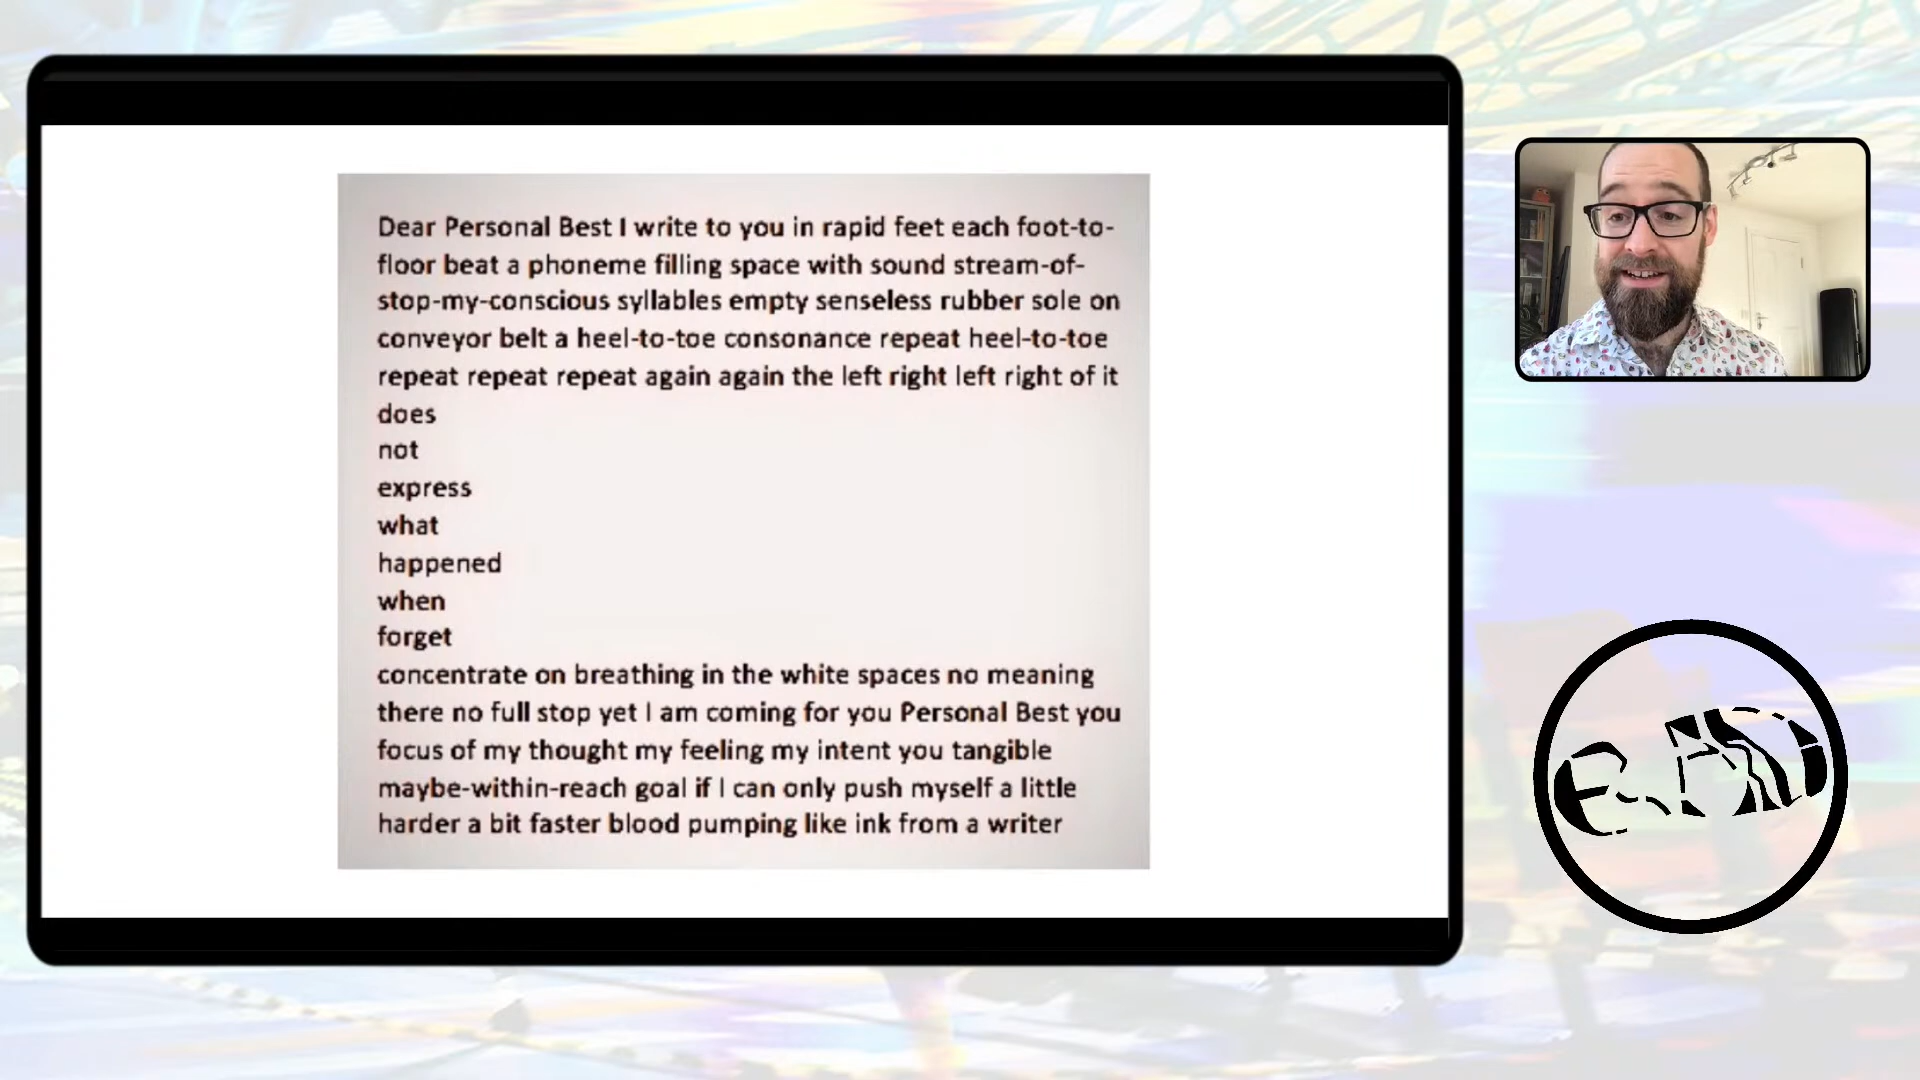 Dear Personal Best I write to you in rapid feet each foot-to-
floor beat a phoneme filling space with sound stream-of-
stop-my-conscious syllables empty senseless rubber sole on
conveyor belt a heel-to-toe consonance repeat heel-to-toe
repeat repeat repeat again again the left right left right of it
does
not
express
what
happened
when
forget
concentrate on breathing in the white spaces no meaning
there no full stop yet I am coming for you Personal Best you
focus of my thought my feeling my intent you tangible
maybe-within-reach goal if I can only push myself a little
harder a bit faster blood pumping like ink from a writer